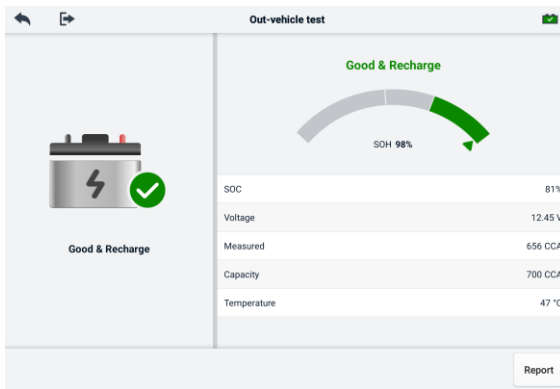 Out-vehicle test
Good & Recharge
Good & Recharge
SOH 98%
SOC 81%
Voltage 12.45 V
Measured 656 CCA
Capacity 700 CCA
Temperature 47 °C
Report